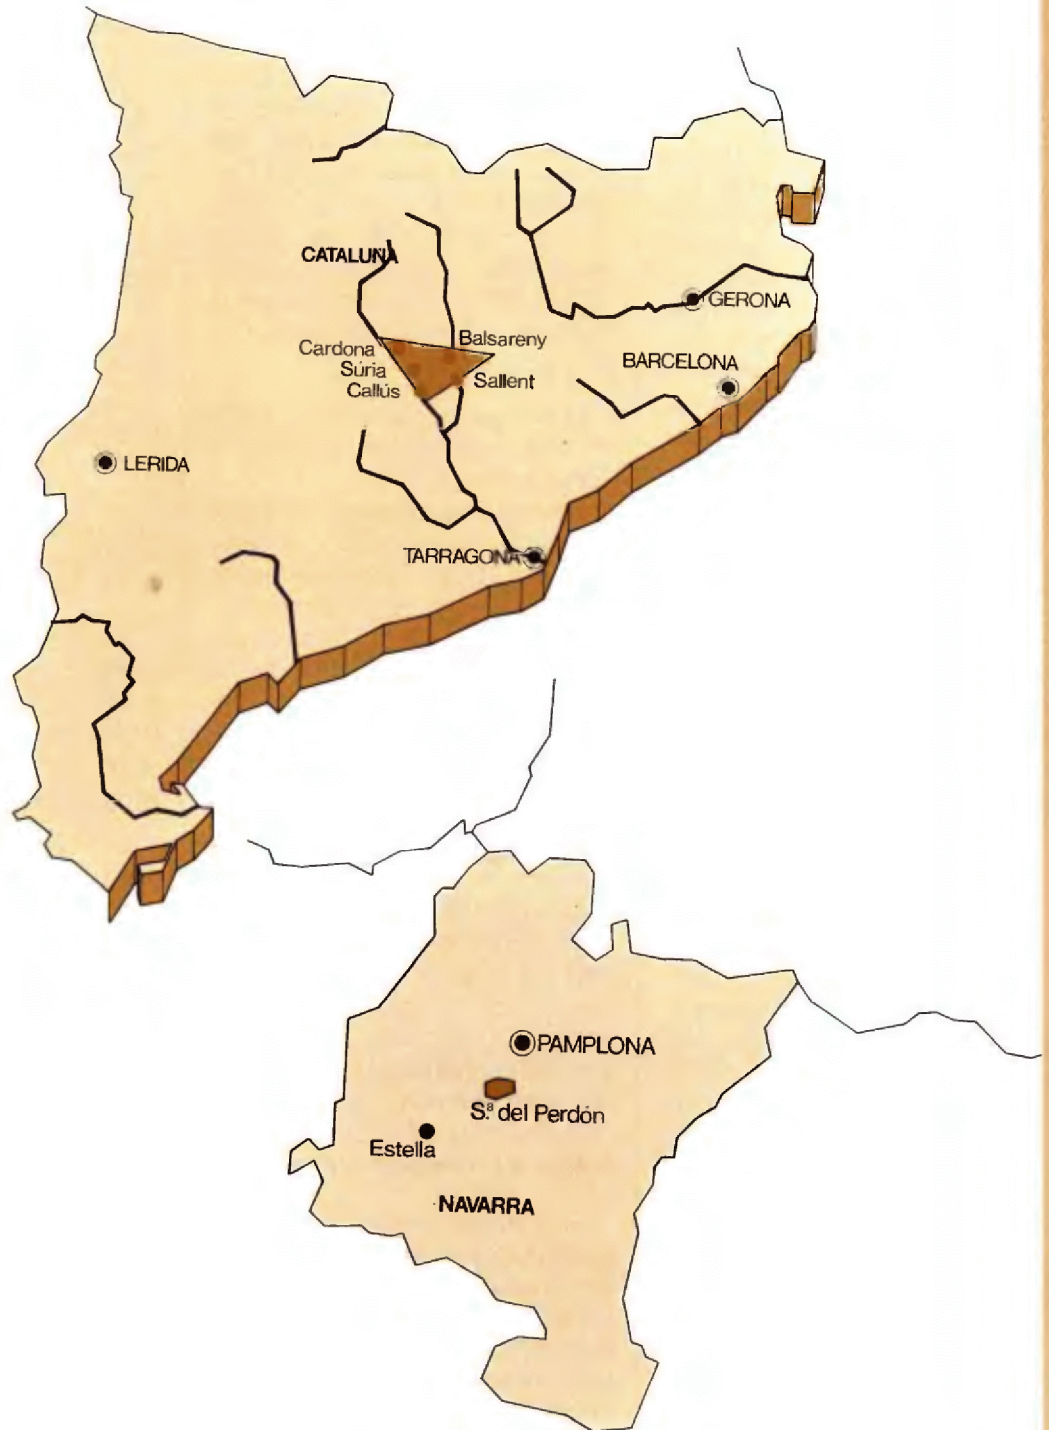 CATALUÑA
GERONA
Cardona
Balsareny
BARCELONA
Súria
Sallent
Callús
LERIDA
TARRAGONA
PAMPLONA
S.ª del Perdón
Estella
NAVARRA